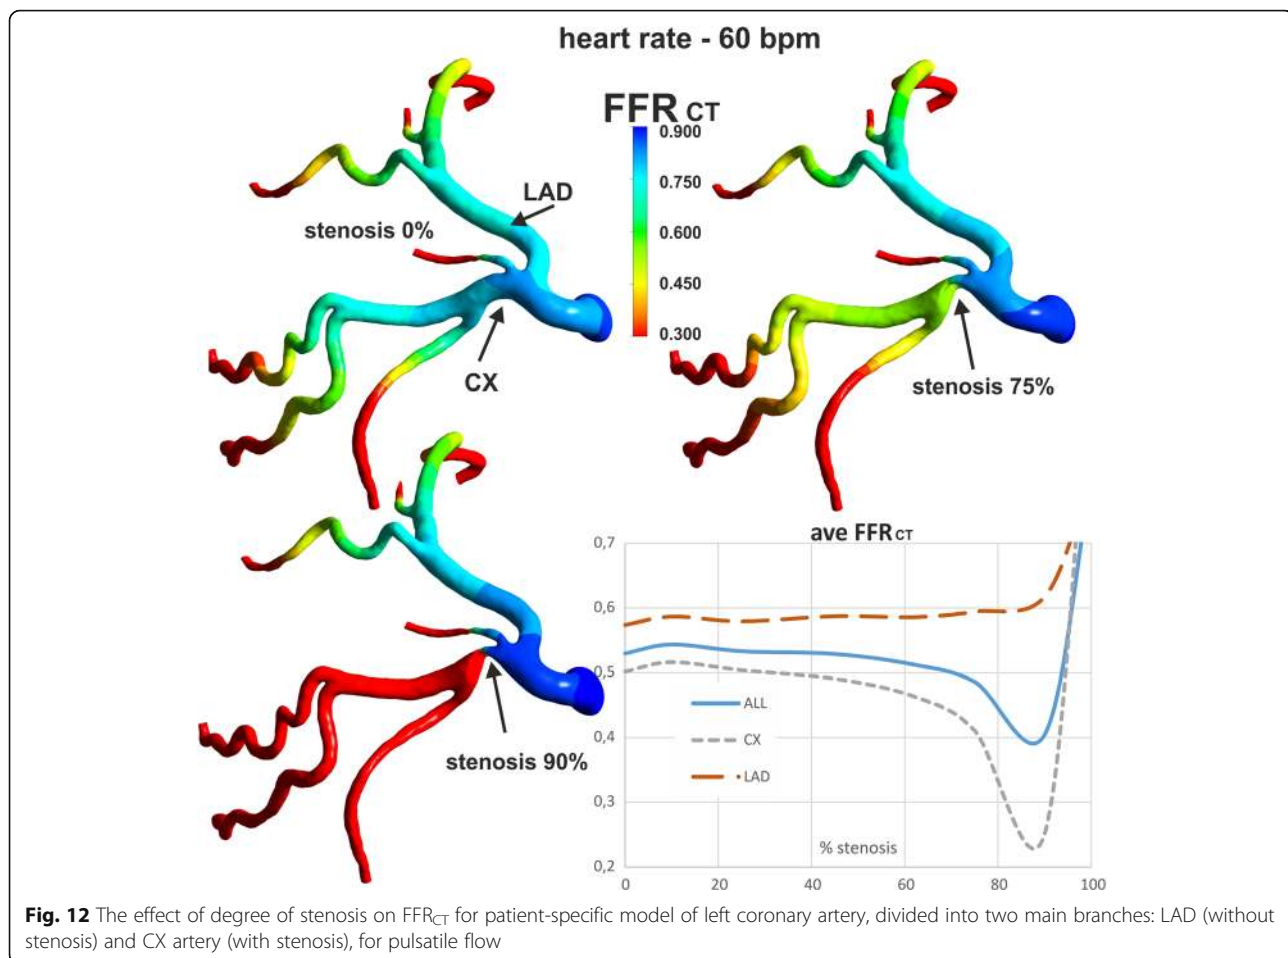 heart rate - 60 bpm
FFR CT
0.900
0.750
0.600
0.450
0.300
LAD
stenosis 0%
CX
stenosis 75%
stenosis 90%
ave FFR CT
0,7
0,6
0,5
0,4
0,3
0,2
ALL
CX
LAD
% stenosis
0 20 40 60 80 100
Fig. 12 The effect of degree of stenosis on FFRCT for patient-specific model of left coronary artery, divided into two main branches: LAD (without
stenosis) and CX artery (with stenosis), for pulsatile flow